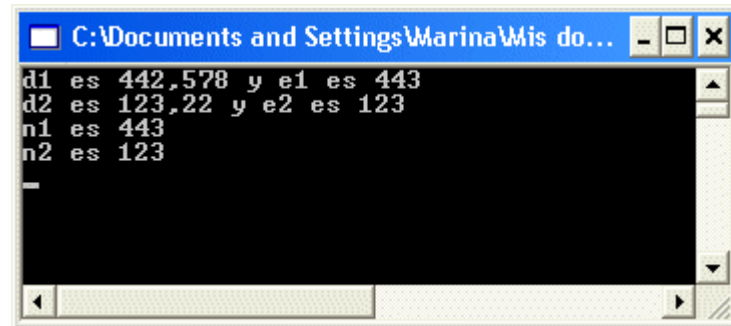 C:\Documents and Settings\Marina\Mis do...
d1 es 442,578 y e1 es 443
d2 es 123,22 y e2 es 123
n1 es 443
n2 es 123